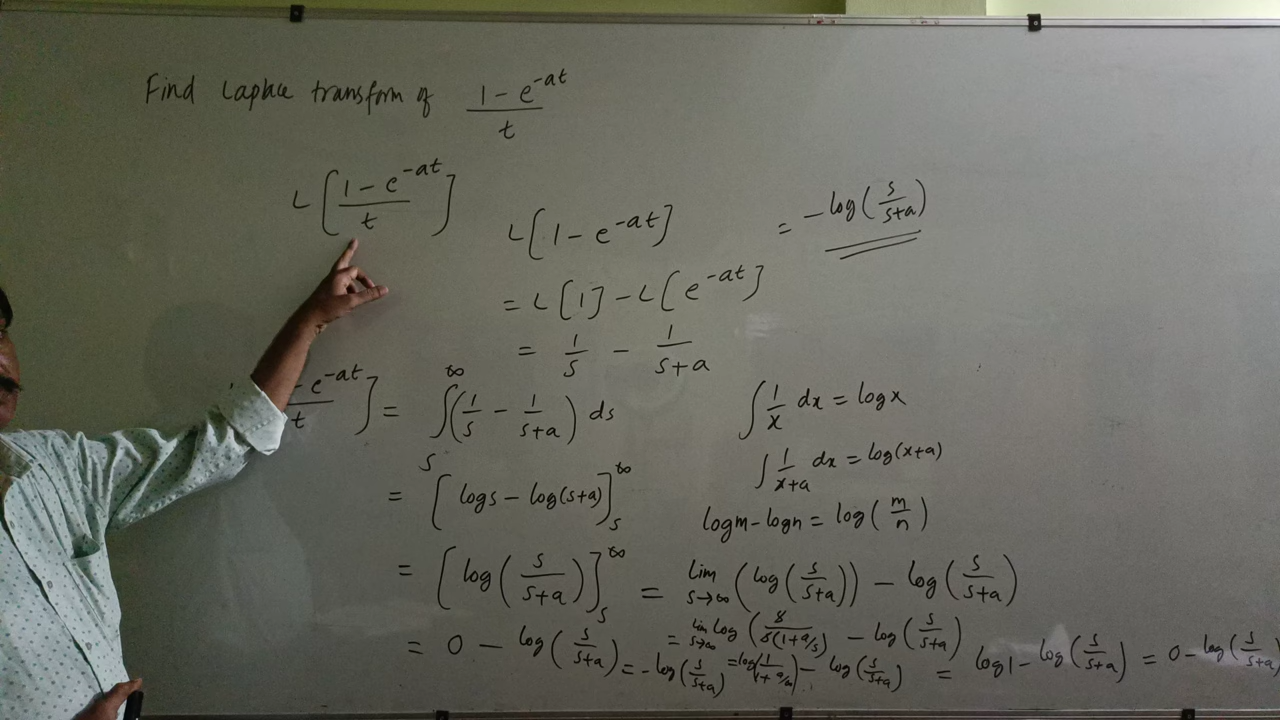 Find Laplace transform of (1 - e^-at)/t
L[(1 - e^-at)/t]
L[1 - e^-at]
= L[1] - L[e^-at]
= 1/s - 1/(s+a)
= -log(s/(s+a))
- e^-at / t] = ∫_s^∞ (1/s - 1/(s+a)) ds
= [log s - log(s+a)]_s^∞
∫ 1/x dx = log x
∫ 1/(x+a) dx = log(x+a)
log m - log n = log(m/n)
= [log(s/(s+a))]_s^∞ = lim s→∞ (log(s/(s+a))) - log(s/(s+a))
= lim s→∞ log(s/(s(1+a/s))) - log(s/(s+a))
= 0 - log(s/(s+a)) = -log(s/(s+a))
= log(1/(1+a/∞)) - log(s/(s+a)) = log 1 - log(s/(s+a)) = 0 - log(s/(s+a))